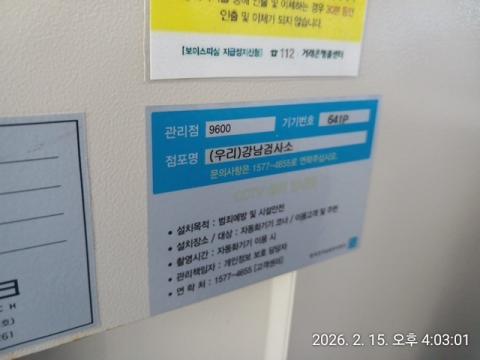 인출 및 이체가 되지 않습니다.
[보이스피싱 지급정지신청] ☎ 112 · 거래은행콜센터
관리점 9600 기기번호 641P
점포명 (우리)강남검사소
문의사항은 1577-4655로 연락주십시오.
• 설치목적 : 범죄예방 및 시설안전
• 설치장소 / 대상 : 자동화기기 코너 / 이용고객 및 주변
• 촬영시간 : 자동화기기 이용 시
• 관리책임자 : 개인정보 보호 담당자
• 연 락 처 : 1577-4655 [고객센터]
2026. 2. 15. 오후 4:03:01